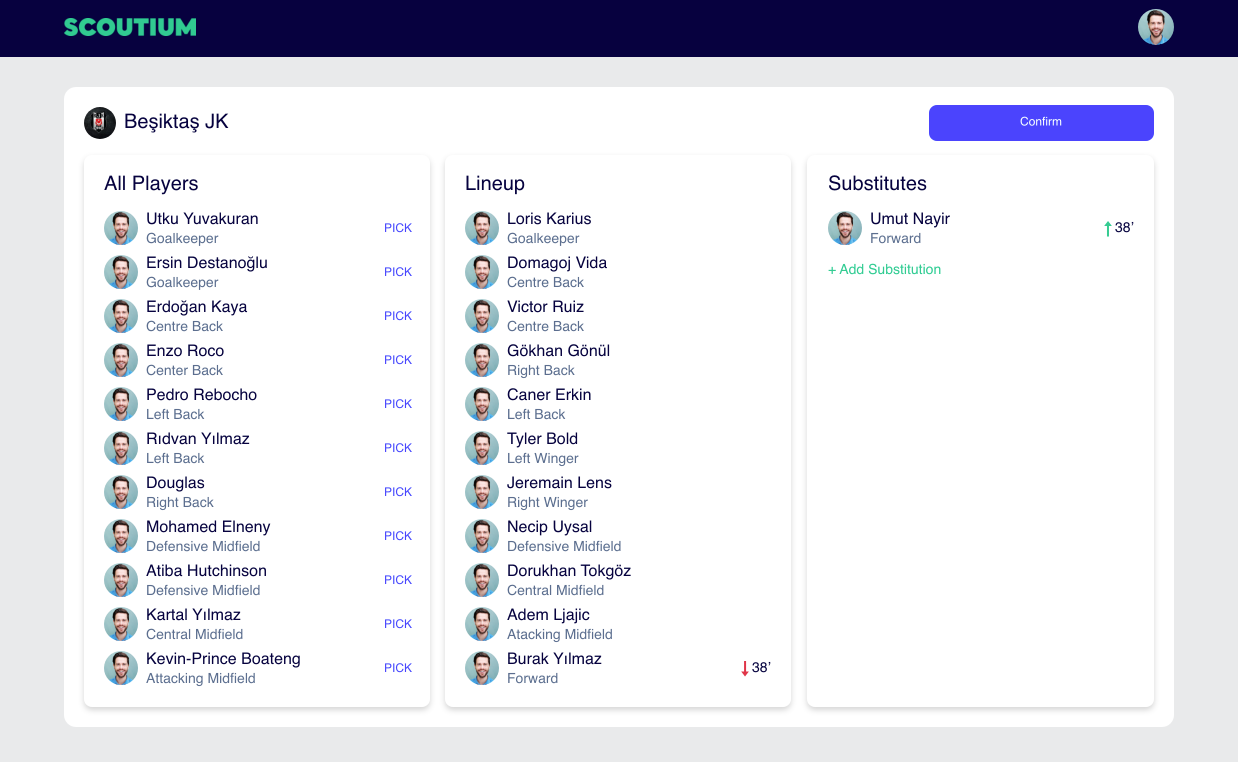 SCOUTIUM
Beşiktaş JK
Confirm
All Players
Utku Yuvakuran
Goalkeeper
PICK
Ersin Destanoğlu
Goalkeeper
PICK
Erdoğan Kaya
Centre Back
PICK
Enzo Roco
Center Back
PICK
Pedro Rebocho
Left Back
PICK
Rıdvan Yılmaz
Left Back
PICK
Douglas
Right Back
PICK
Mohamed Elneny
Defensive Midfield
PICK
Atiba Hutchinson
Defensive Midfield
PICK
Kartal Yılmaz
Central Midfield
PICK
Kevin-Prince Boateng
Attacking Midfield
PICK
Lineup
Loris Karius
Goalkeeper
Domagoj Vida
Centre Back
Victor Ruiz
Centre Back
Gökhan Gönül
Right Back
Caner Erkin
Left Back
Tyler Bold
Left Winger
Jeremain Lens
Right Winger
Necip Uysal
Defensive Midfield
Dorukhan Tokgöz
Central Midfield
Adem Ljajic
Atacking Midfield
Burak Yılmaz
Forward
38’
Substitutes
Umut Nayir
Forward
38’
+ Add Substitution